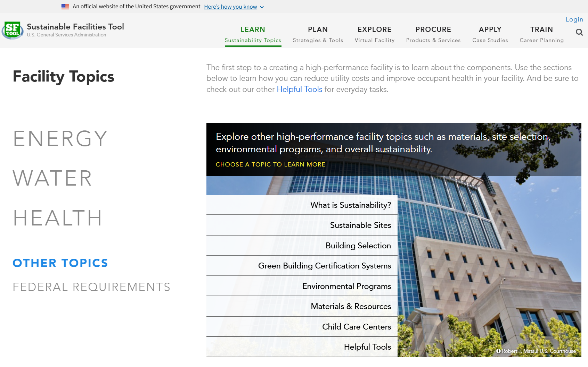 An official website of the United States government Here's how you know
Login
SF TOOL
Sustainable Facilities Tool
U.S. General Services Administration
LEARN PLAN EXPLORE PROCURE APPLY TRAIN
Sustainability Topics Strategies & Tools Virtual Facility Products & Services Case Studies Career Planning
Facility Topics
The first step to a creating a high-performance facility is to learn about the components. Use the sections
below to learn how you can reduce utility costs and improve occupant health in your facility. And be sure to
check out our other Helpful Tools for everyday tasks.
ENERGY
WATER
HEALTH
OTHER TOPICS
FEDERAL REQUIREMENTS
Explore other high-performance facility topics such as materials, site selection,
environmental programs, and overall sustainability.
CHOOSE A TOPIC TO LEARN MORE
What is Sustainability?
Sustainable Sites
Building Selection
Green Building Certification Systems
Environmental Programs
Materials & Resources
Child Care Centers
Helpful Tools
© Robert U.S. Courthouse